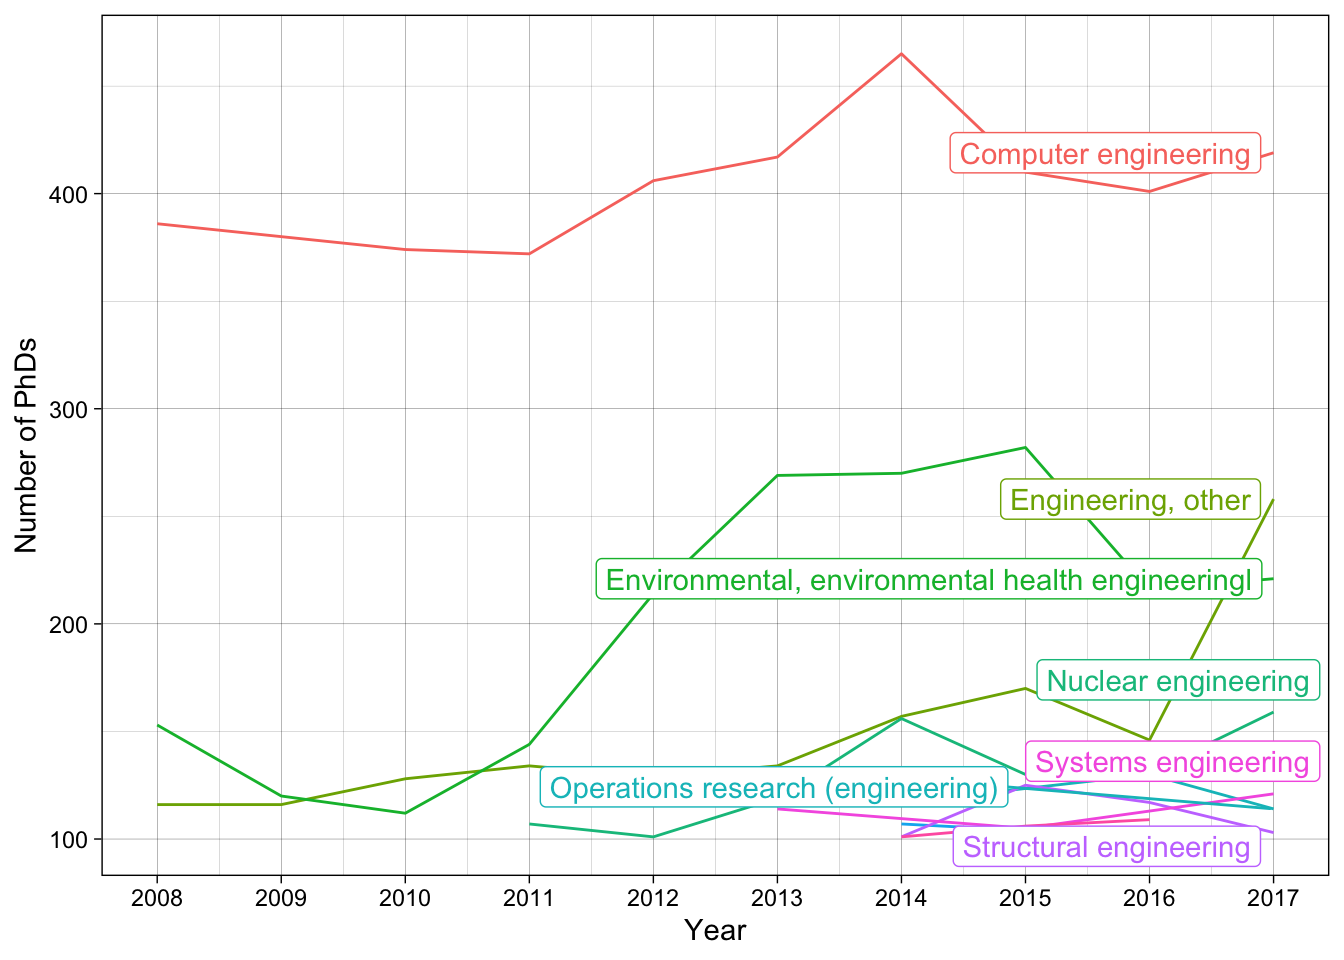 Computer engineering
400
Number of PhDs
300
Engineering, other
Environmental, environmental health engineeringl
200
Nuclear engineering
Systems engineering
Operations research (engineering)
Structural engineering
100
2008 2009 2010 2011 2012 2013 2014 2015 2016 2017
Year